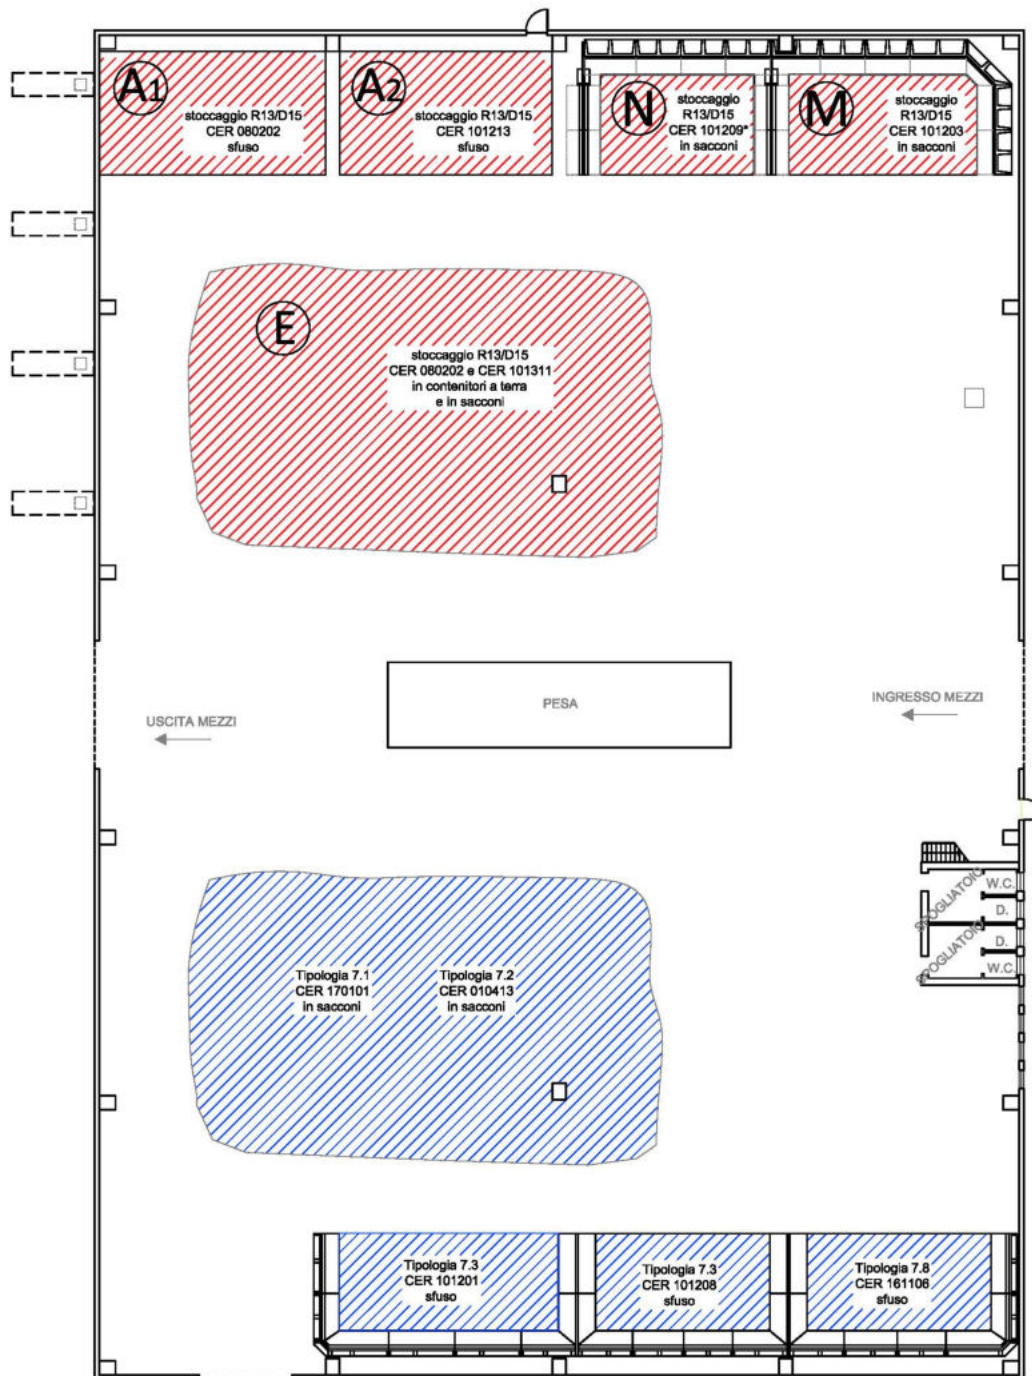 A1
stoccaggio R13/D15
CER 080202
sfuso
A2
stoccaggio R13/D15
CER 101213
sfuso
N
stoccaggio
R13/D15
CER 101209*
in sacconi
M
stoccaggio
R13/D15
CER 101203
in sacconi
E
stoccaggio R13/D15
CER 080202 e CER 101311
in contenitori a terra
e in sacconi
USCITA MEZZI
PESA
INGRESSO MEZZI
SPOGLIATOIO
W.C.
D.
SPOGLIATOIO
D.
W.C.
Tipologia 7.1
CER 170101
in sacconi
Tipologia 7.2
CER 010413
in sacconi
Tipologia 7.3
CER 101201
sfuso
Tipologia 7.3
CER 101208
sfuso
Tipologia 7.8
CER 161106
sfuso